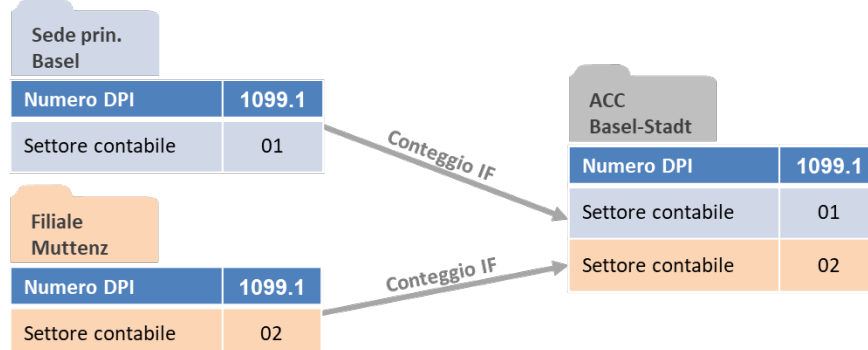 Sede prin.
Basel
Numero DPI 1099.1
Settore contabile 01
Conteggio IF
Filiale
Muttenz
Numero DPI 1099.1
Settore contabile 02
Conteggio IF
ACC
Basel-Stadt
Numero DPI 1099.1
Settore contabile 01
Settore contabile 02